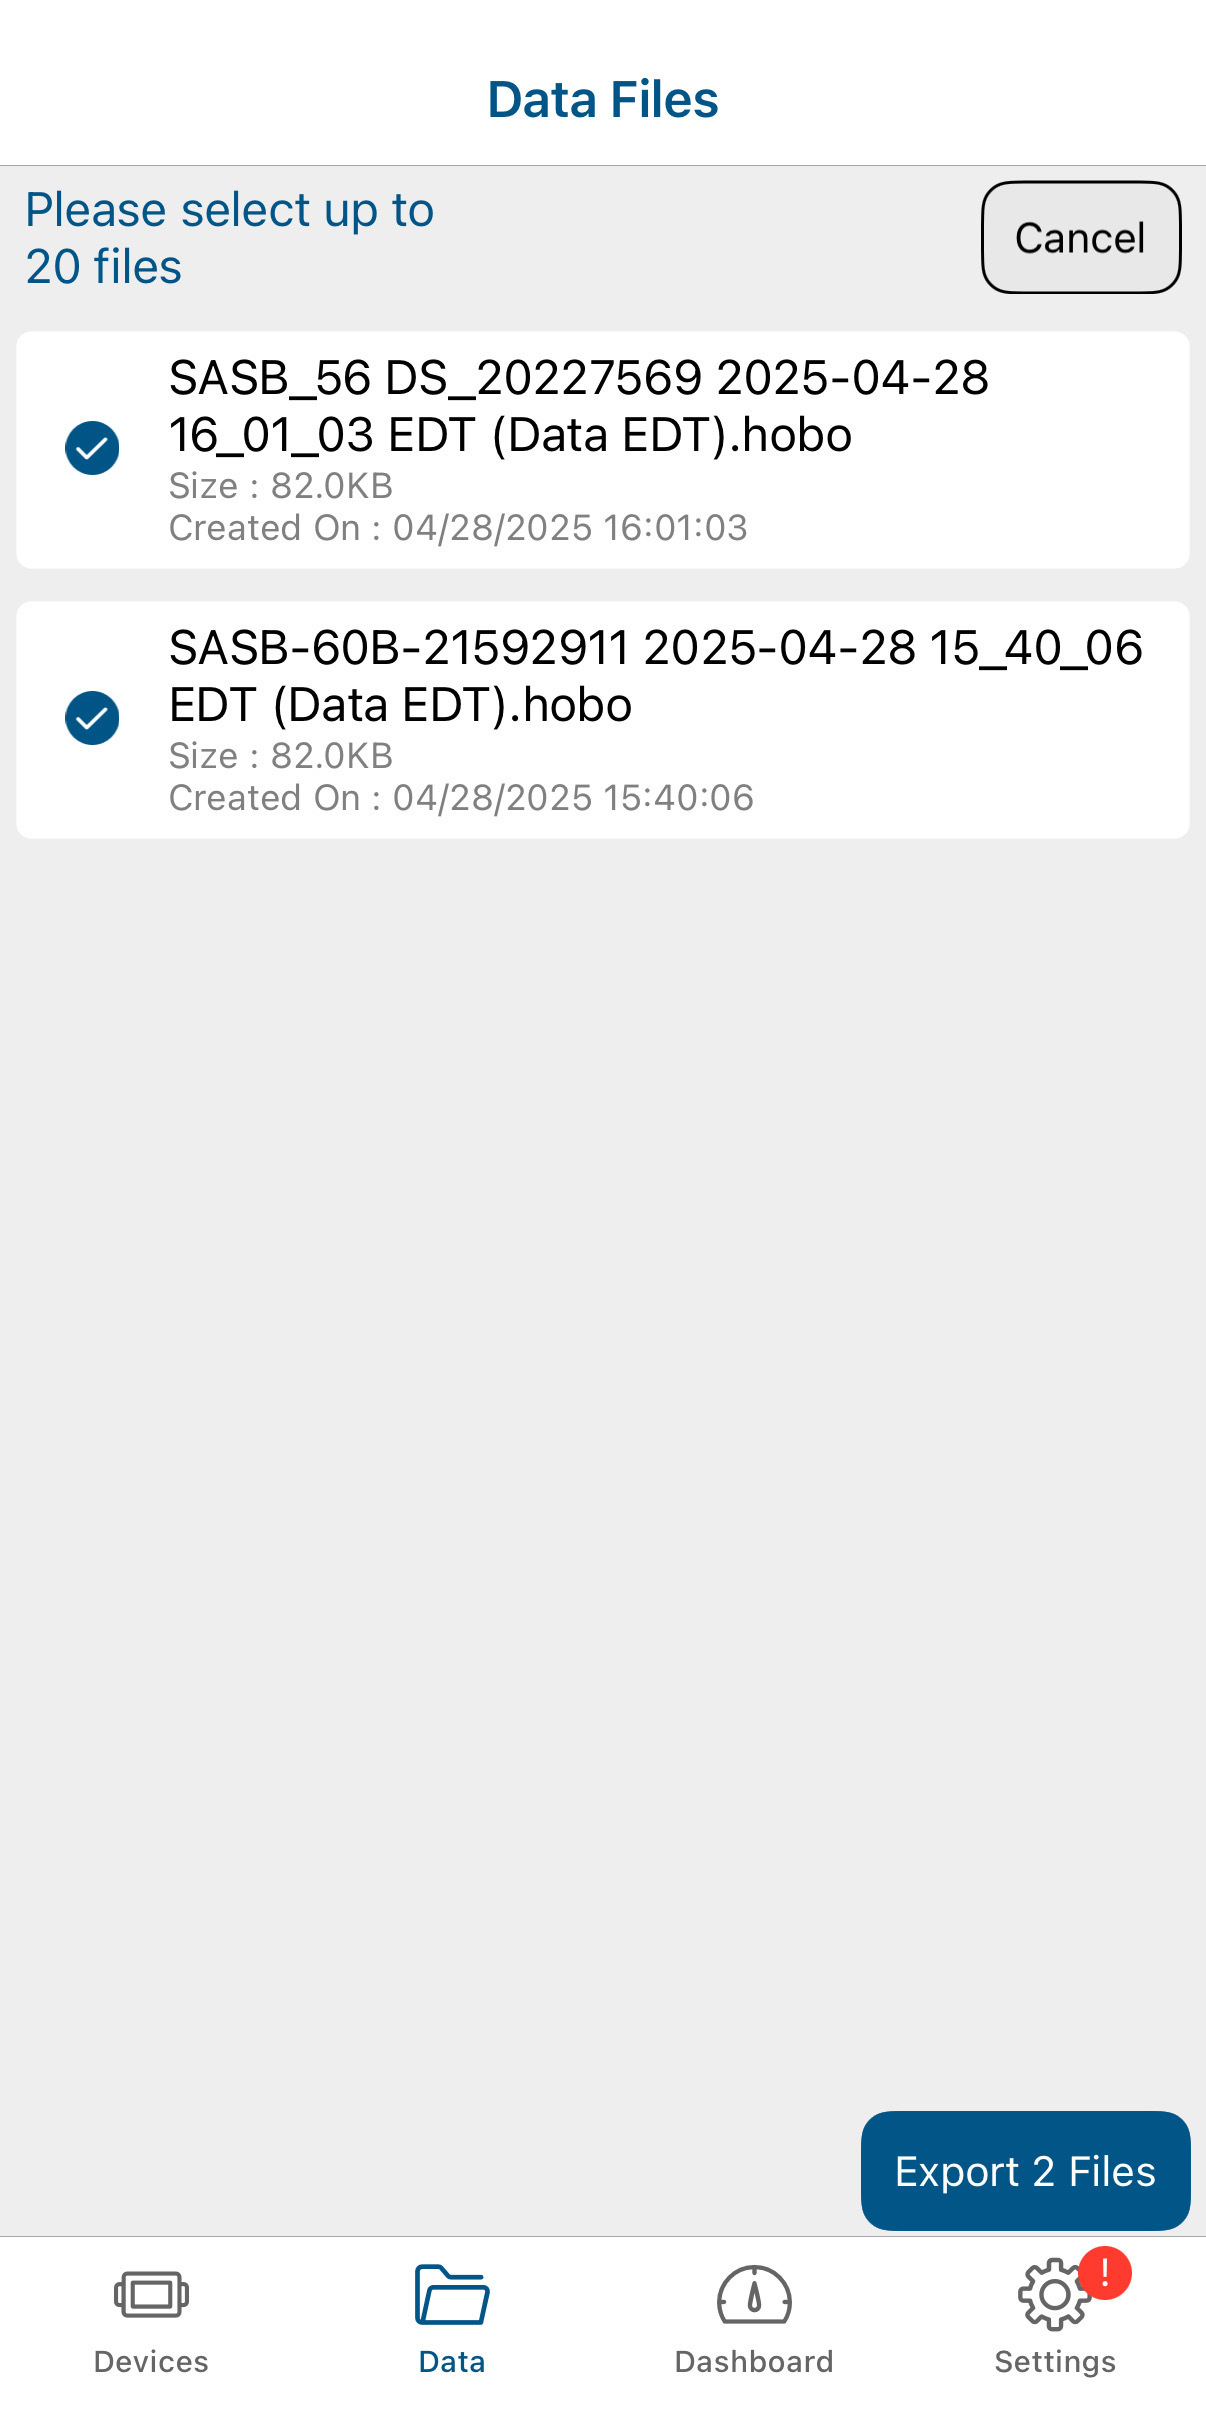 Data Files
Please select up to
20 files
Cancel
SASB_56 DS_20227569 2025-04-28
16_01_03 EDT (Data EDT).hobo
Size : 82.0KB
Created On : 04/28/2025 16:01:03
SASB-60B-21592911 2025-04-28 15_40_06
EDT (Data EDT).hobo
Size : 82.0KB
Created On : 04/28/2025 15:40:06
Export 2 Files
!
Devices
Data
Dashboard
Settings